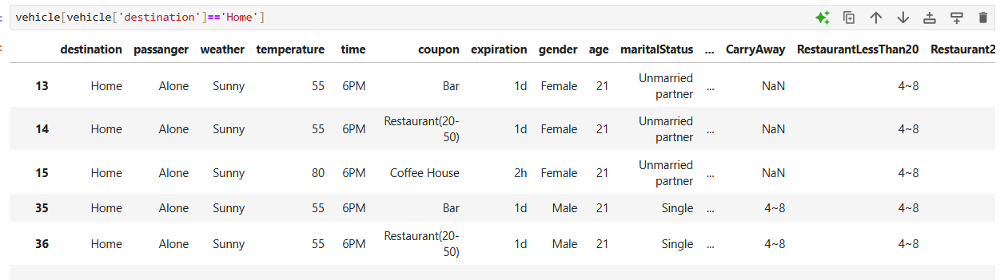 vehicle[vehicle['destination']=='Home']
destination passanger weather temperature time coupon expiration gender age maritalStatus ... CarryAway RestaurantLessThan20 Restaurant2
13 Home Alone Sunny 55 6PM Bar 1d Female 21 Unmarried partner ... NaN 4~8
14 Home Alone Sunny 55 6PM Restaurant(20-50) 1d Female 21 Unmarried partner ... NaN 4~8
15 Home Alone Sunny 80 6PM Coffee House 2h Female 21 Unmarried partner ... NaN 4~8
35 Home Alone Sunny 55 6PM Bar 1d Male 21 Single ... 4~8 4~8
36 Home Alone Sunny 55 6PM Restaurant(20-50) 1d Male 21 Single ... 4~8 4~8